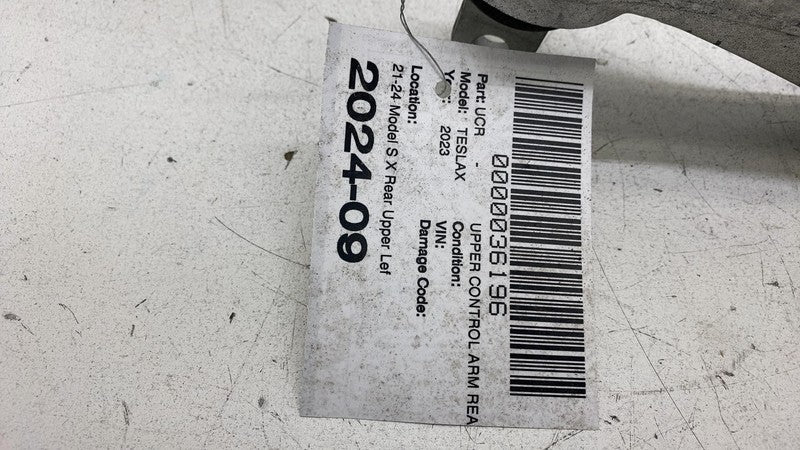 0000036196
Part: UCR - UPPER CONTROL ARM REA
Model: TESLAX Condition:
Year: 2023 VIN:
Location: Damage Code:
21-24 Model S X Rear Upper Lef
2024-09